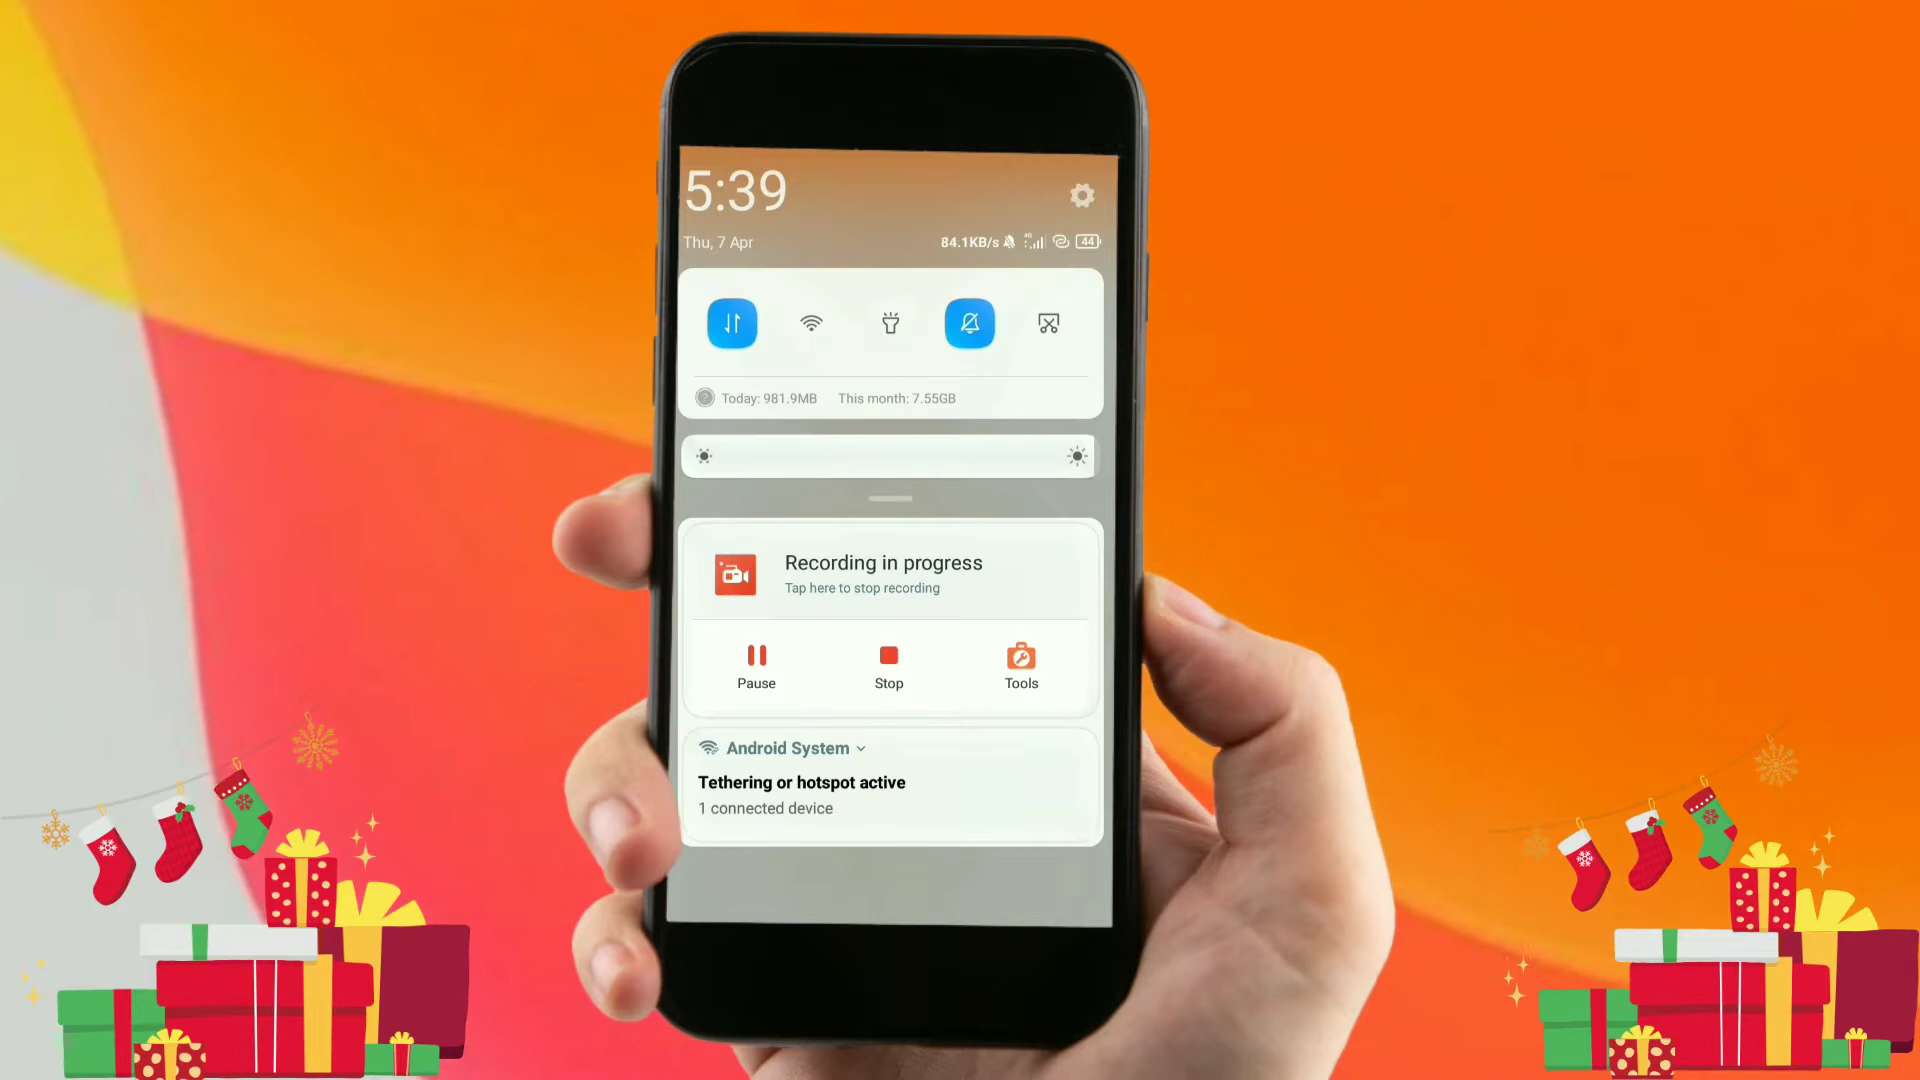 5:39
Thu, 7 Apr
84.1KB/s 4G 44
Today: 981.9MB This month: 7.55GB
Recording in progress
Tap here to stop recording
Pause Stop Tools
Android System
Tethering or hotspot active
1 connected device